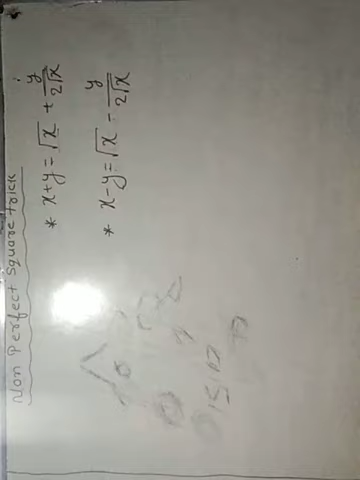 Non Perfect Square trick
* x+y = √x + y/2√x
* x-y = √x - y/2√x